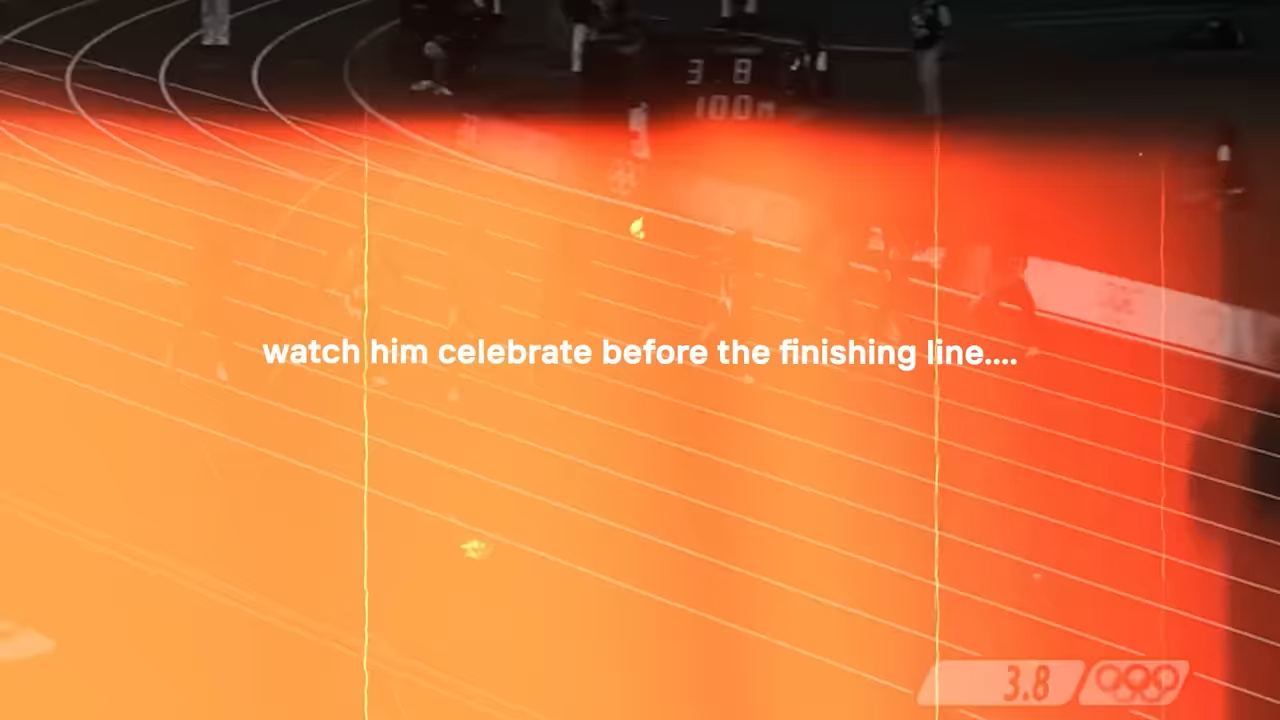 3.8
100m
watch him celebrate before the finishing line....
3.8